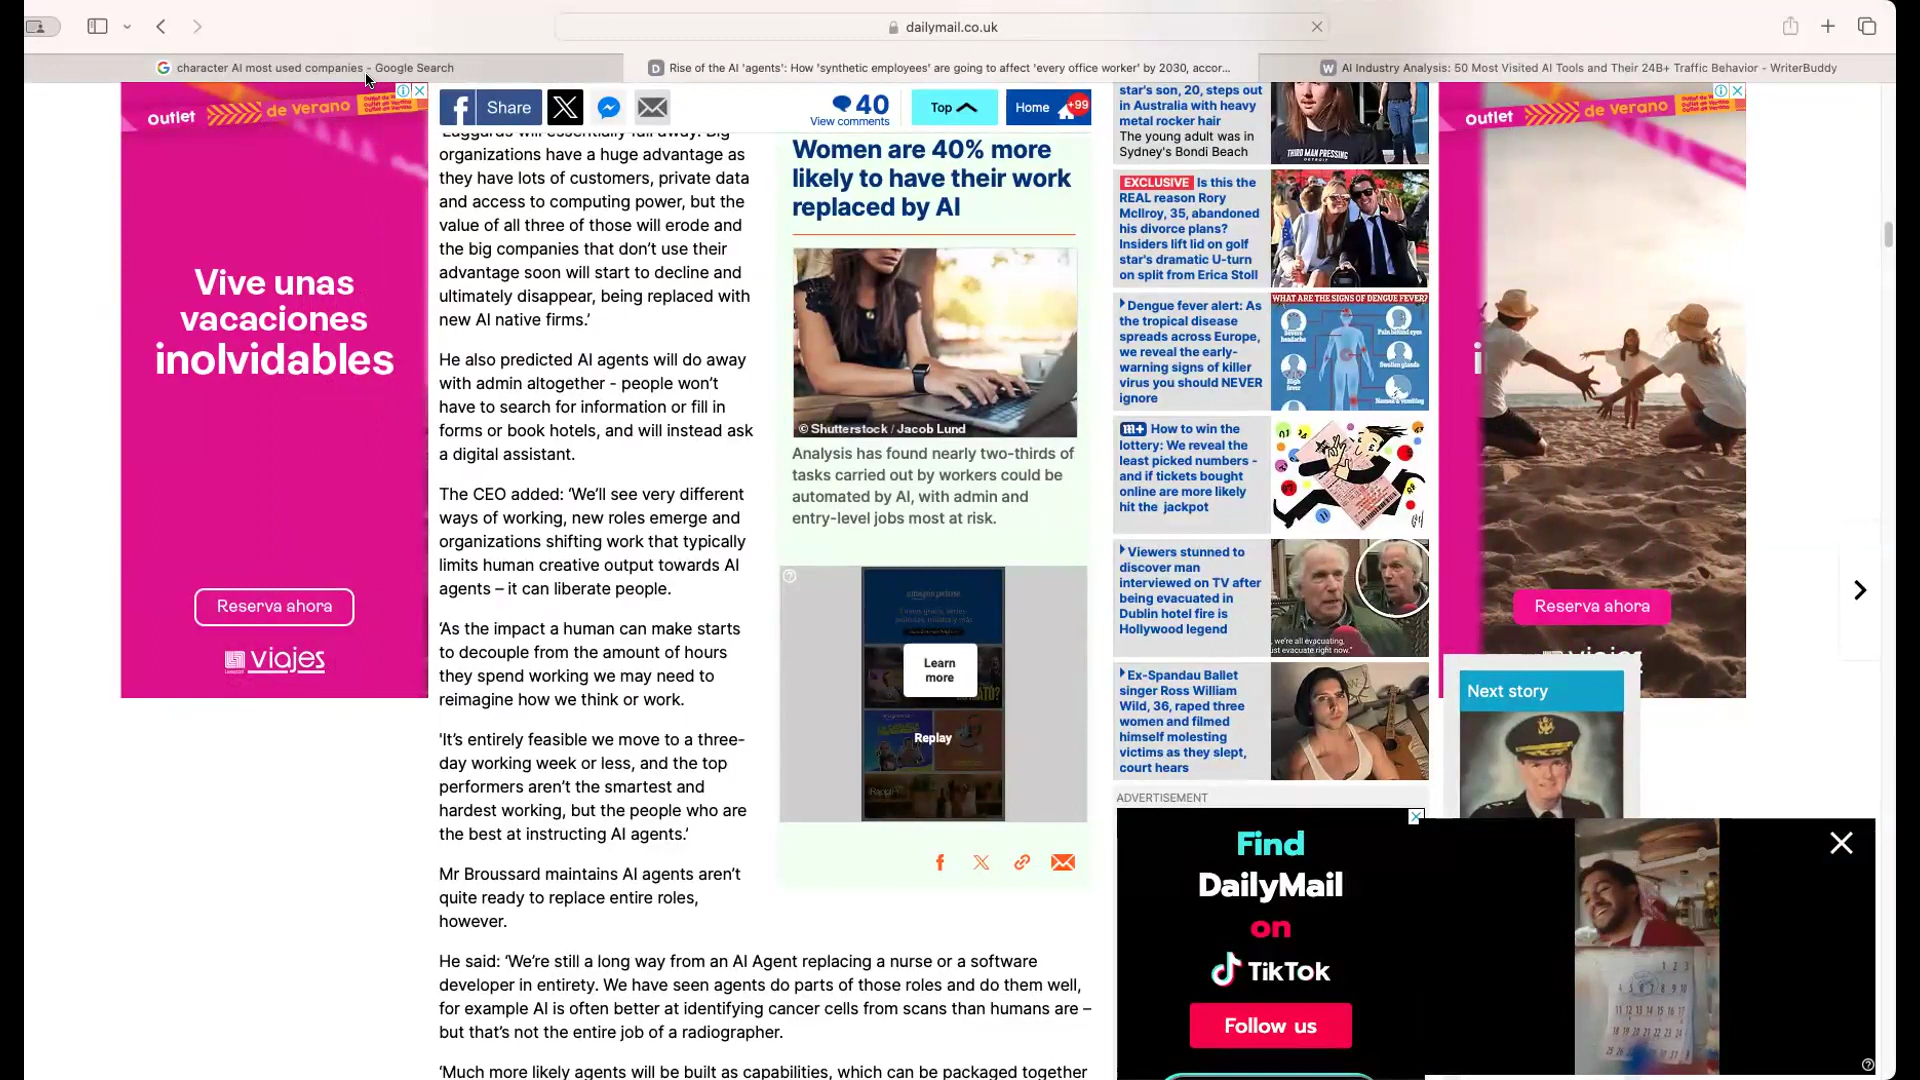 dailymail.co.uk
character AI most used companies - Google Search
Rise of the AI 'agents': How 'synthetic employees' are going to affect 'every office worker' by 2030, accor...
AI Industry Analysis: 50 Most Visited AI Tools and Their 24B+ Traffic Behavior - WriterBuddy
Outlet
de Verano
Vive unas
vacaciones
inolvidables
Reserva ahora
viajes
Share
40
View comments
Top
Home
+99
'Laggards will essentially fall away. Big
organizations have a huge advantage as
they have lots of customers, private data
and access to computing power, but the
value of all three of those will erode and
the big companies that don't use their
advantage soon will start to decline and
ultimately disappear, being replaced with
new AI native firms.'
He also predicted AI agents will do away
with admin altogether - people won't
have to search for information or fill in
forms or book hotels, and will instead ask
a digital assistant.
The CEO added: 'We'll see very different
ways of working, new roles emerge and
organizations shifting work that typically
limits human creative output towards AI
agents – it can liberate people.
'As the impact a human can make starts
to decouple from the amount of hours
they spend working we may need to
reimagine how we think or work.
'It's entirely feasible we move to a three-
day working week or less, and the top
performers aren't the smartest and
hardest working, but the people who are
the best at instructing AI agents.'
Mr Broussard maintains AI agents aren't
quite ready to replace entire roles,
however.
He said: 'We're still a long way from an AI Agent replacing a nurse or a software
developer in entirety. We have seen agents do parts of those roles and do them well,
for example AI is often better at identifying cancer cells from scans than humans are –
but that's not the entire job of a radiographer.
'Much more likely agents will be built as capabilities, which can be packaged together
Women are 40% more
likely to have their work
replaced by AI
© Shutterstock / Jacob Lund
Analysis has found nearly two-thirds of
tasks carried out by workers could be
automated by AI, with admin and
entry-level jobs most at risk.
Learn
more
Replay
star's son, 20, steps out
in Australia with heavy
metal rocker hair
The young adult was in
Sydney's Bondi Beach
THIRD MAN PRESSING
DETROIT
EXCLUSIVE Is this the
REAL reason Rory
McIlroy, 35, abandoned
his divorce plans?
Insiders lift lid on golf
star's dramatic U-turn
on split from Erica Stoll
Dengue fever alert: As
the tropical disease
spreads across Europe,
we reveal the early-
warning signs of killer
virus you should NEVER
ignore
WHAT ARE THE SIGNS OF DENGUE FEVER?
m+ How to win the
lottery: We reveal the
least picked numbers -
and if tickets bought
online are more likely
hit the jackpot
Viewers stunned to
discover man
interviewed on TV after
being evacuated in
Dublin hotel fire is
Hollywood legend
we're all evacuating,
just evacuate right now."
Ex-Spandau Ballet
singer Ross William
Wild, 36, raped three
women and filmed
himself molesting
victims as they slept,
court hears
ADVERTISEMENT
Find
DailyMail
on
TikTok
Follow us
Outlet
de Verano
Reserva ahora
Next story